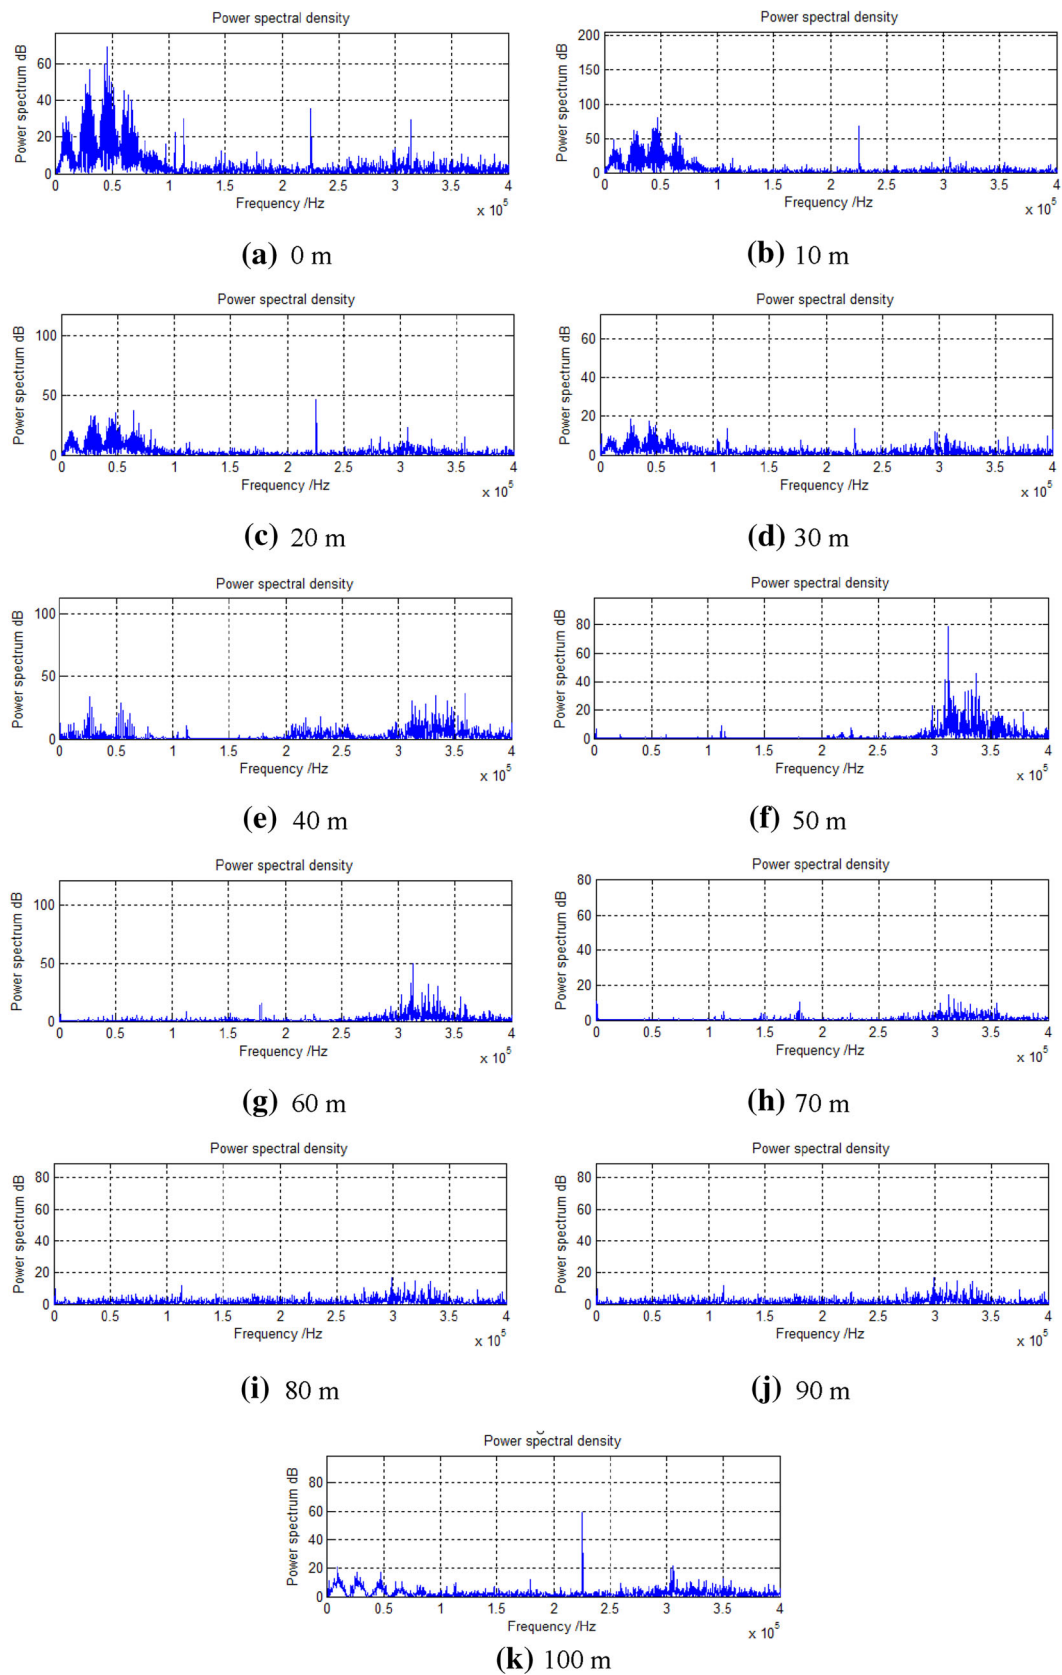 Power spectral density
Power spectrum dB
60
40
20
0
0 0.5 1 1.5 2 2.5 3 3.5 4
Frequency /Hz
x 10^5
(a) 0 m
Power spectral density
Power spectrum dB
200
150
100
50
0
0 0.5 1 1.5 2 2.5 3 3.5 4
Frequency /Hz
x 10^5
(b) 10 m
Power spectral density
Power spectrum dB
100
50
0
0 0.5 1 1.5 2 2.5 3 3.5 4
Frequency /Hz
x 10^5
(c) 20 m
Power spectral density
Power spectrum dB
60
40
20
0
0 0.5 1 1.5 2 2.5 3 3.5 4
Frequency /Hz
x 10^5
(d) 30 m
Power spectral density
Power spectrum dB
100
50
0
0 0.5 1 1.5 2 2.5 3 3.5 4
Frequency /Hz
x 10^5
(e) 40 m
Power spectral density
Power spectrum dB
80
60
40
20
0
0 0.5 1 1.5 2 2.5 3 3.5 4
Frequency /Hz
x 10^5
(f) 50 m
Power spectral density
Power spectrum dB
100
50
0
0 0.5 1 1.5 2 2.5 3 3.5 4
Frequency /Hz
x 10^5
(g) 60 m
Power spectral density
Power spectrum dB
80
60
40
20
0
0 0.5 1 1.5 2 2.5 3 3.5 4
Frequency /Hz
x 10^5
(h) 70 m
Power spectral density
Power spectrum dB
80
60
40
20
0
0 0.5 1 1.5 2 2.5 3 3.5 4
Frequency /Hz
x 10^5
(i) 80 m
Power spectral density
Power spectrum dB
80
60
40
20
0
0 0.5 1 1.5 2 2.5 3 3.5 4
Frequency /Hz
x 10^5
(j) 90 m
Power spectral density
Power spectrum dB
80
60
40
20
0
0 0.5 1 1.5 2 2.5 3 3.5 4
Frequency /Hz
x 10^5
(k) 100 m